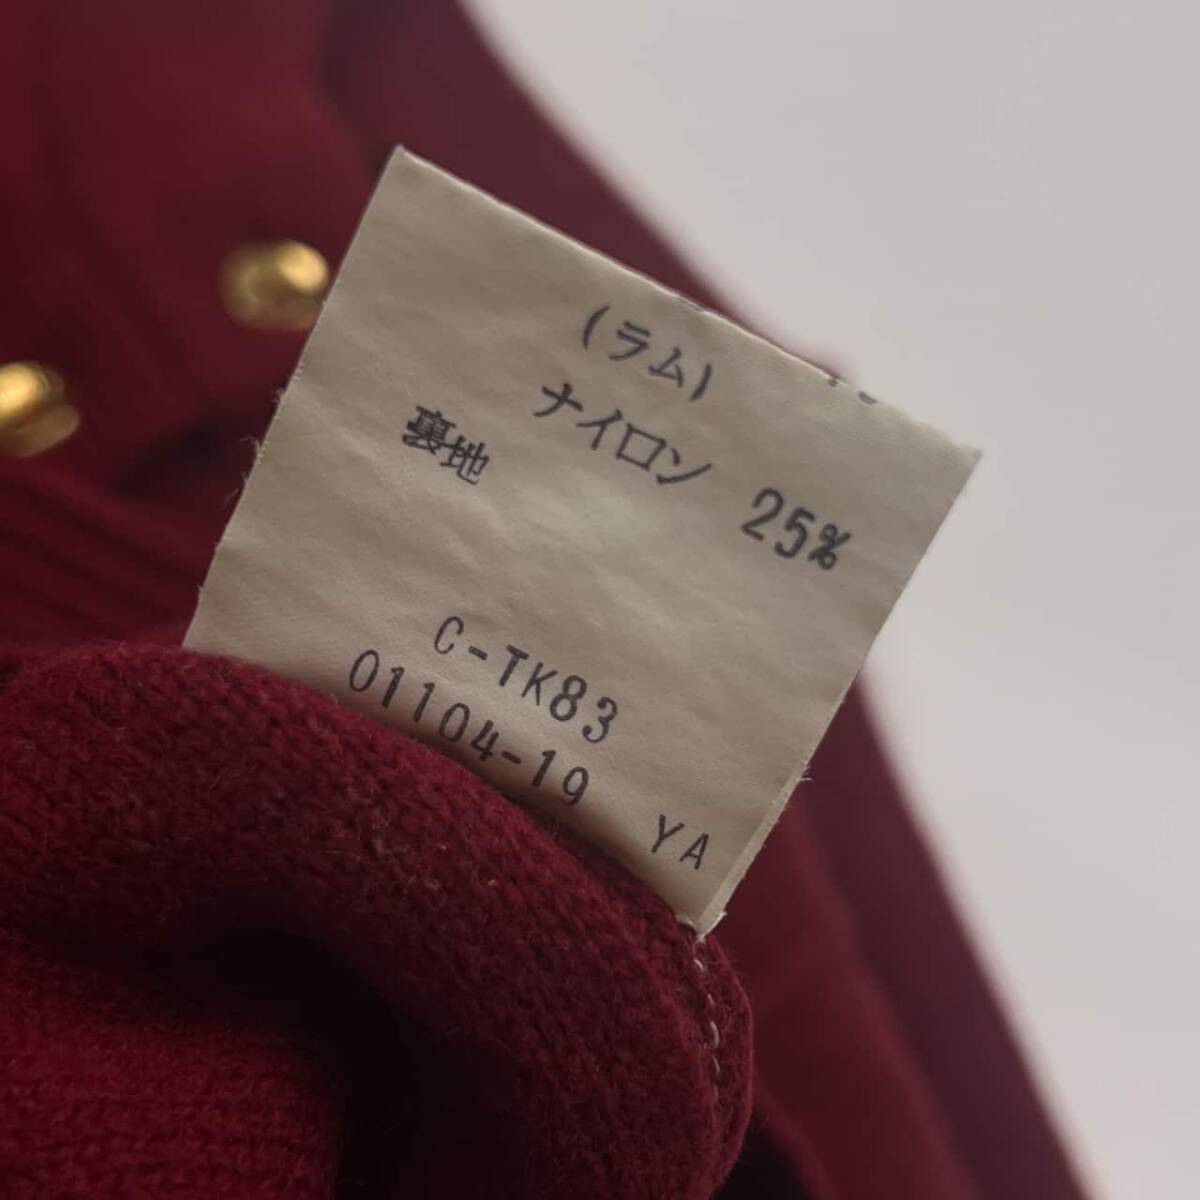 (ラム)
ナイロン 25%
裏地
C-TK83
01104-19
YA